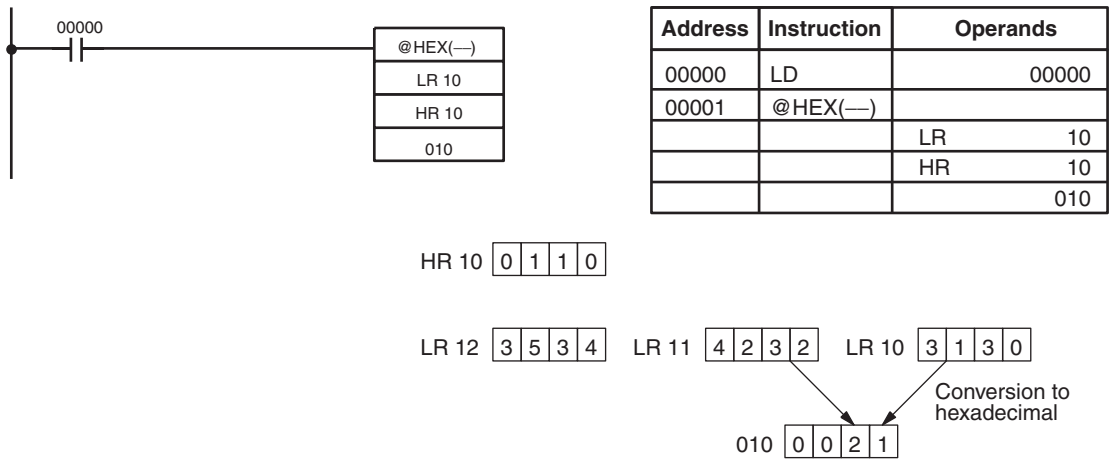 00000
@HEX(––)
LR 10
HR 10
010
Address Instruction Operands
00000 LD 00000
00001 @HEX(––)
LR 10
HR 10
010
HR 10 0 1 1 0
LR 12 3 5 3 4 LR 11 4 2 3 2 LR 10 3 1 3 0
Conversion to
hexadecimal
010 0 0 2 1